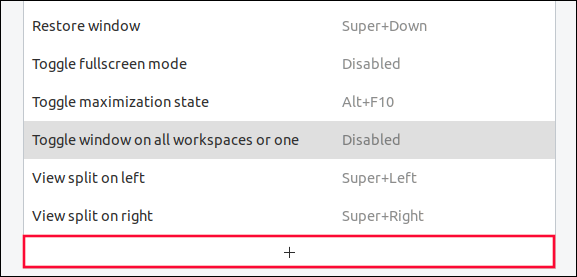 Restore window Super+Down
Toggle fullscreen mode Disabled
Toggle maximization state Alt+F10
Toggle window on all workspaces or one Disabled
View split on left Super+Left
View split on right Super+Right
+